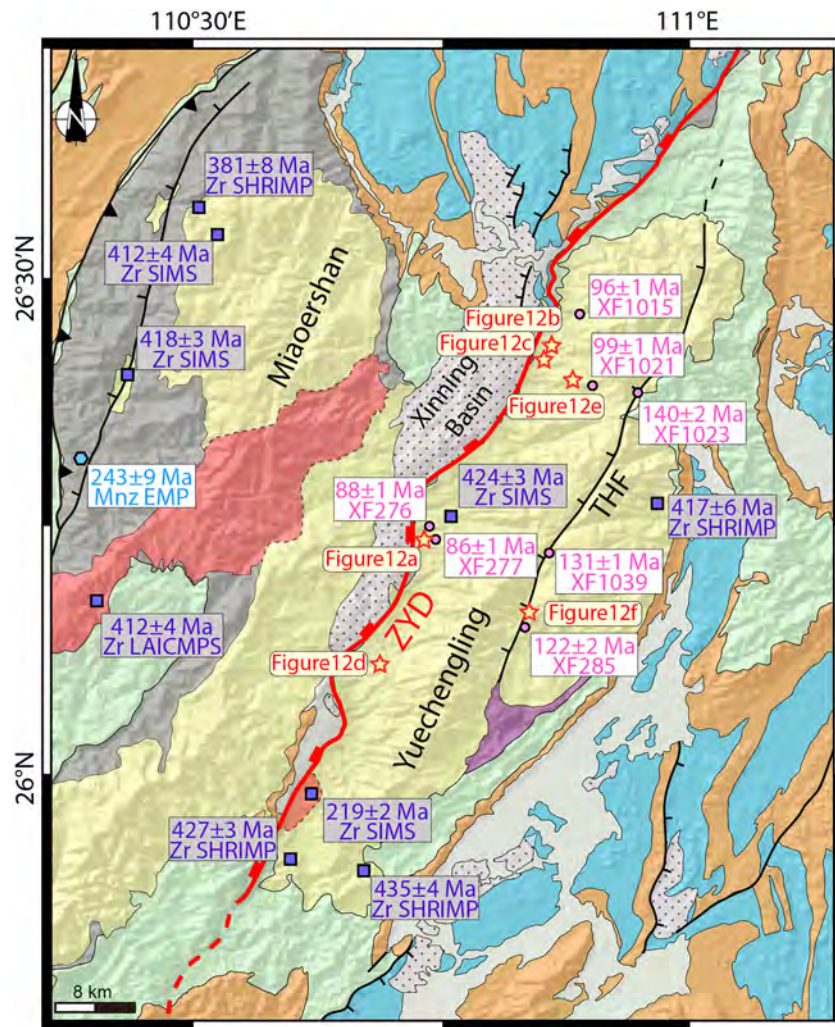 110°30'E
111°E
N
381±8 Ma
Zr SHRIMP
412±4 Ma
Zr SIMS
26°30'N
Miaoershan
96±1 Ma
XF1015
Figure12b
Figure12c
418±3 Ma
Zr SIMS
Xinning
Basin
99±1 Ma
XF1021
Figure12e
140±2 Ma
XF1023
243±9 Ma
Mnz EMP
88±1 Ma
XF276
424±3 Ma
Zr SIMS
THF
417±6 Ma
Zr SHRIMP
Figure12a
86±1 Ma
XF277
131±1 Ma
XF1039
412±4 Ma
Zr LAICMPS
ZYD
Figure12f
Figure12d
122±2 Ma
XF285
Yuechengling
26°N
219±2 Ma
Zr SIMS
427±3 Ma
Zr SHRIMP
435±4 Ma
Zr SHRIMP
8 km